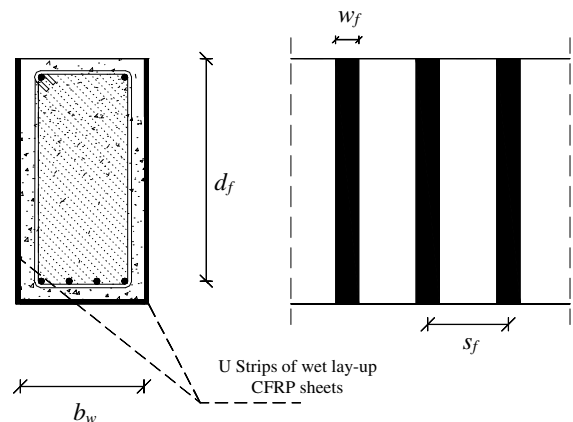 w_f
d_f
s_f
U Strips of wet lay-up
CFRP sheets
b_w